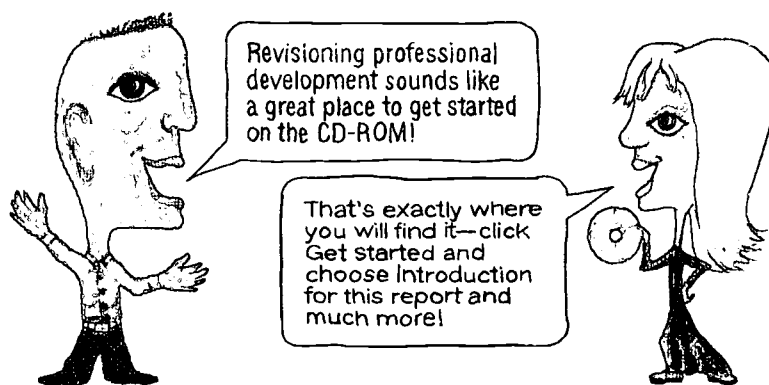 Revisioning professional
development sounds like
a great place to get started
on the CD-ROM!
That's exactly where
you will find it—click
Get started and
choose Introduction
for this report and
much more!